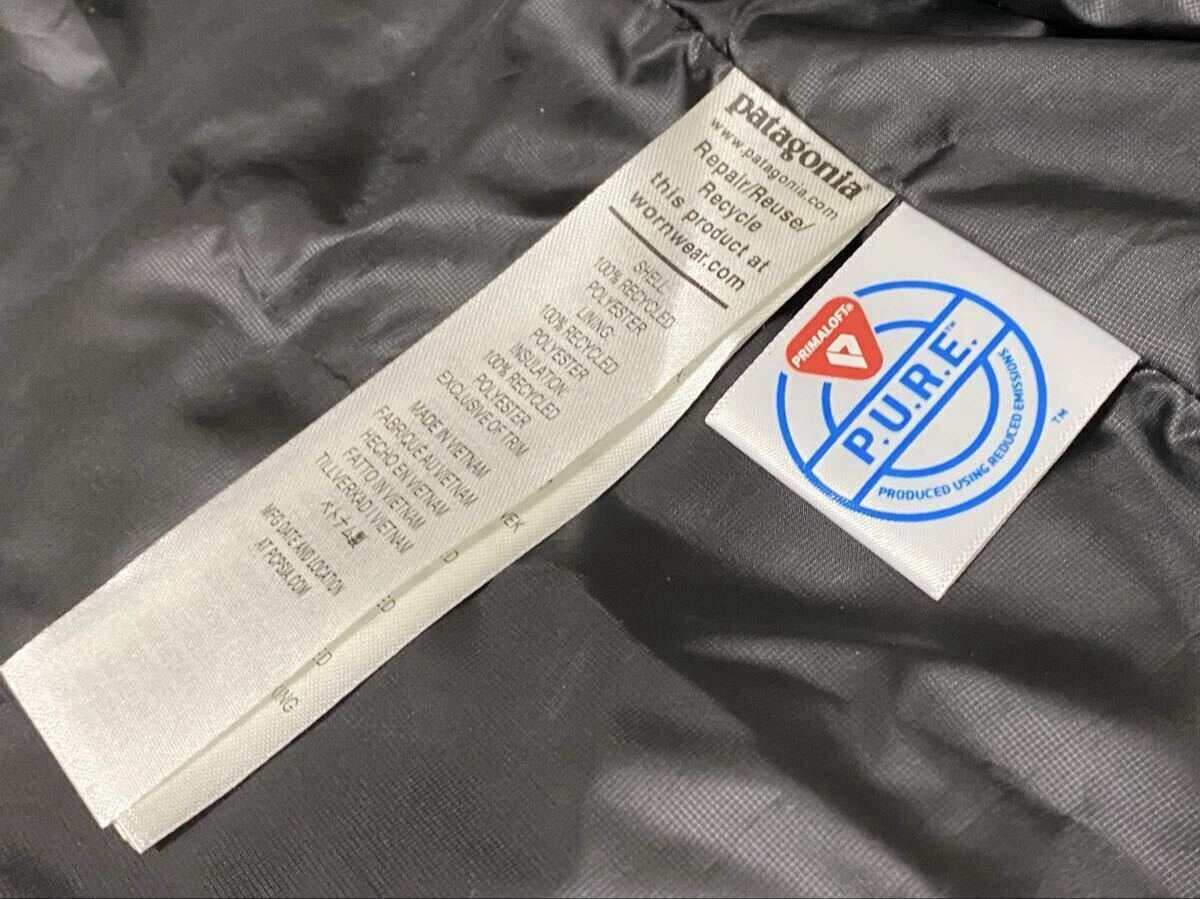 patagonia®
www.patagonia.com
Repair/Reuse/
Recycle
this product at
wornwear.com
SHELL:
100% RECYCLED
POLYESTER
LINING:
100% RECYCLED
POLYESTER
INSULATION:
100% RECYCLED
POLYESTER
EXCLUSIVE OF TRIM
MADE IN VIETNAM
FABRIQUE AU VIETNAM
HECHO EN VIETNAM
FATTO IN VIETNAM
TILLVERKAD I VIETNAM
ベトナム製
MFG DATE AND LOCATION
AT PCPSIA.COM
PRIMALOFT®
P.U.R.E.™
PRODUCED USING REDUCED EMISSIONS
™